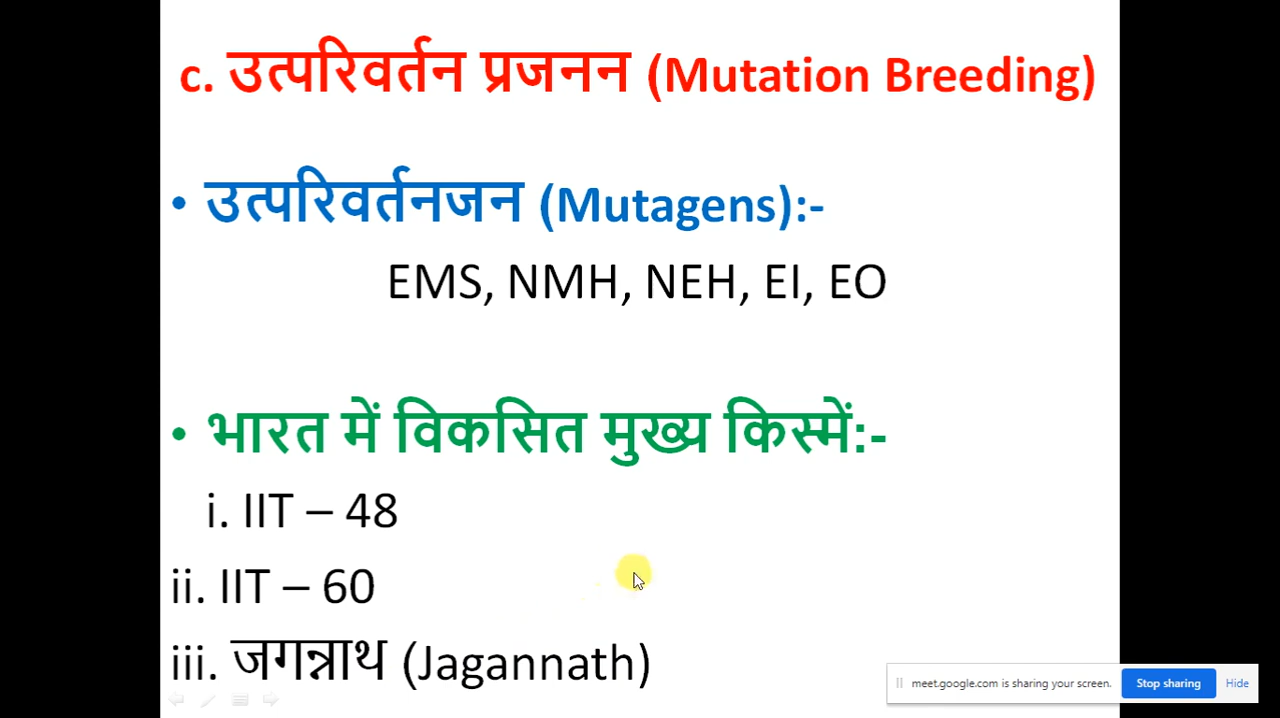 c. उत्परिवर्तन प्रजनन (Mutation Breeding)
• उत्परिवर्तनजन (Mutagens):-
EMS, NMH, NEH, EI, EO
• भारत में विकसित मुख्य किस्में:-
i. IIT – 48
ii. IIT – 60
iii. जगन्नाथ (Jagannath)
meet.google.com is sharing your screen. Stop sharing Hide